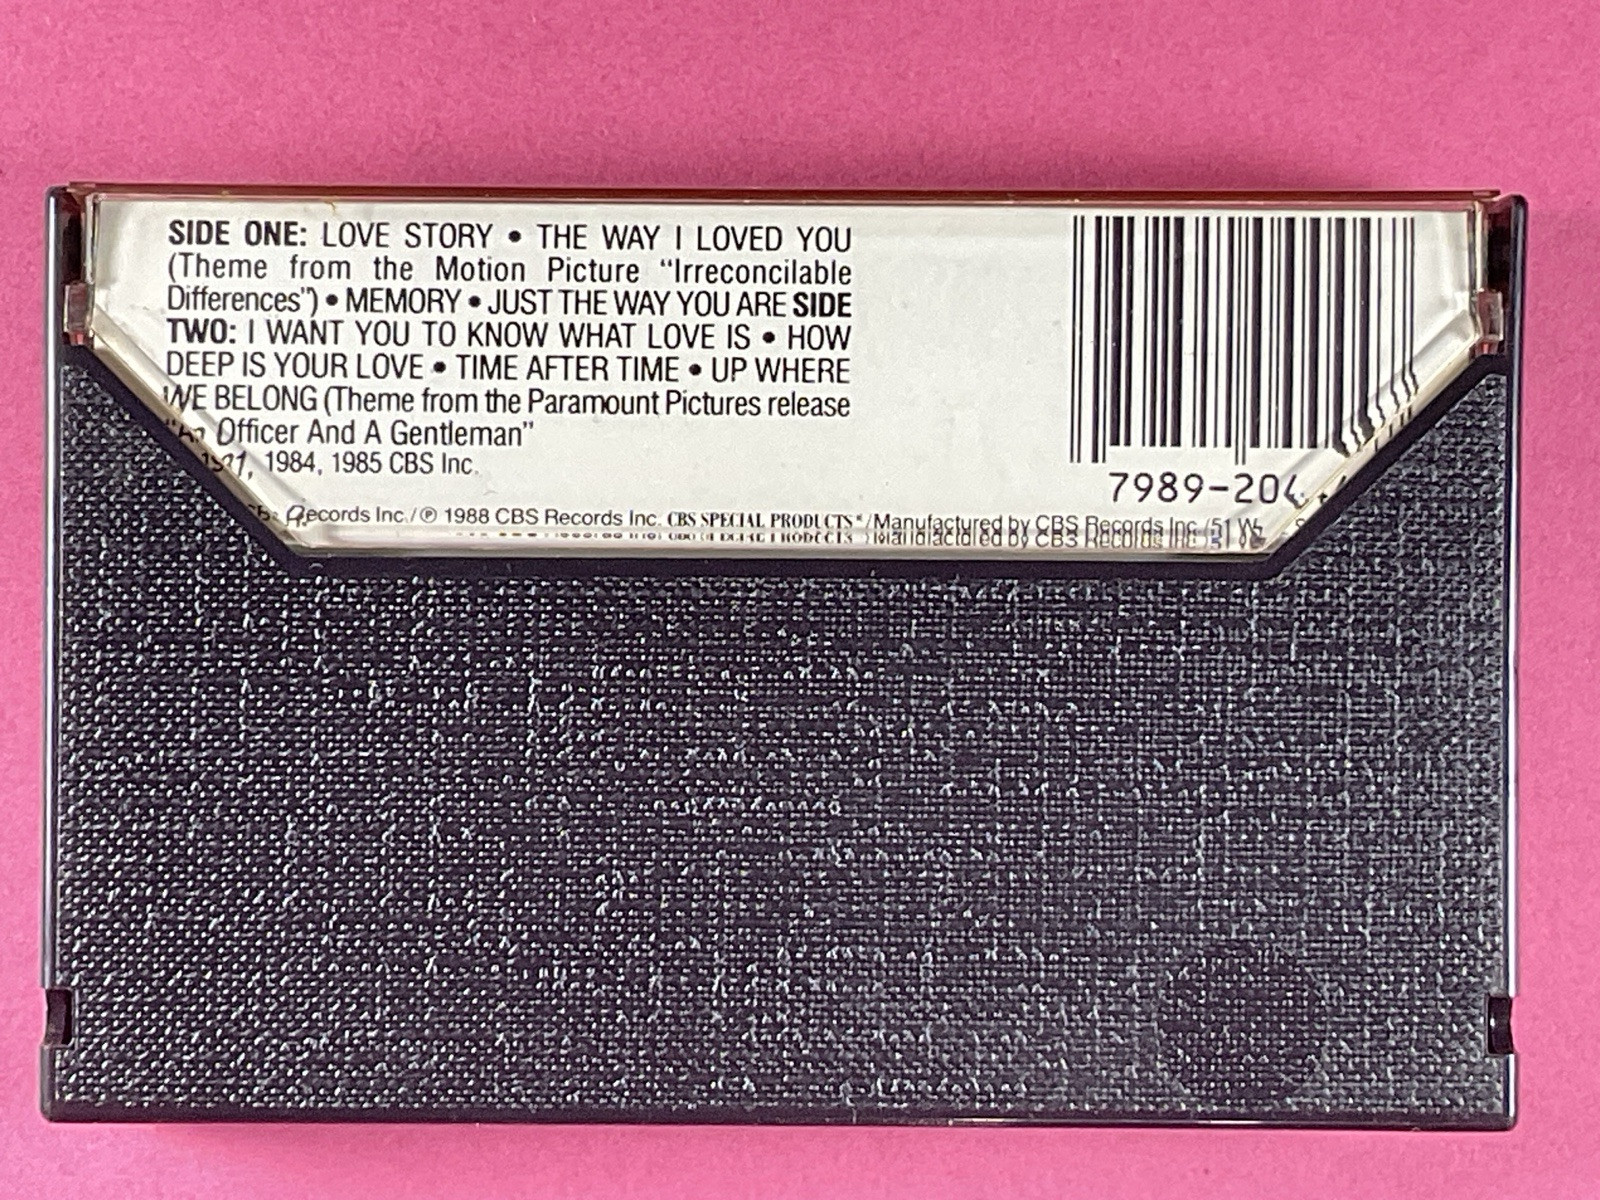 SIDE ONE: LOVE STORY • THE WAY I LOVED YOU
(Theme from the Motion Picture “Irreconcilable
Differences”) • MEMORY • JUST THE WAY YOU ARE SIDE
TWO: I WANT YOU TO KNOW WHAT LOVE IS • HOW
DEEP IS YOUR LOVE • TIME AFTER TIME • UP WHERE
WE BELONG (Theme from the Paramount Pictures release
“An Officer And A Gentleman”
1984, 1985 CBS Inc.
Records Inc./℗ 1988 CBS Records Inc. CBS SPECIAL PRODUCTS/Manufactured by CBS Records Inc./51 W.
7989-204